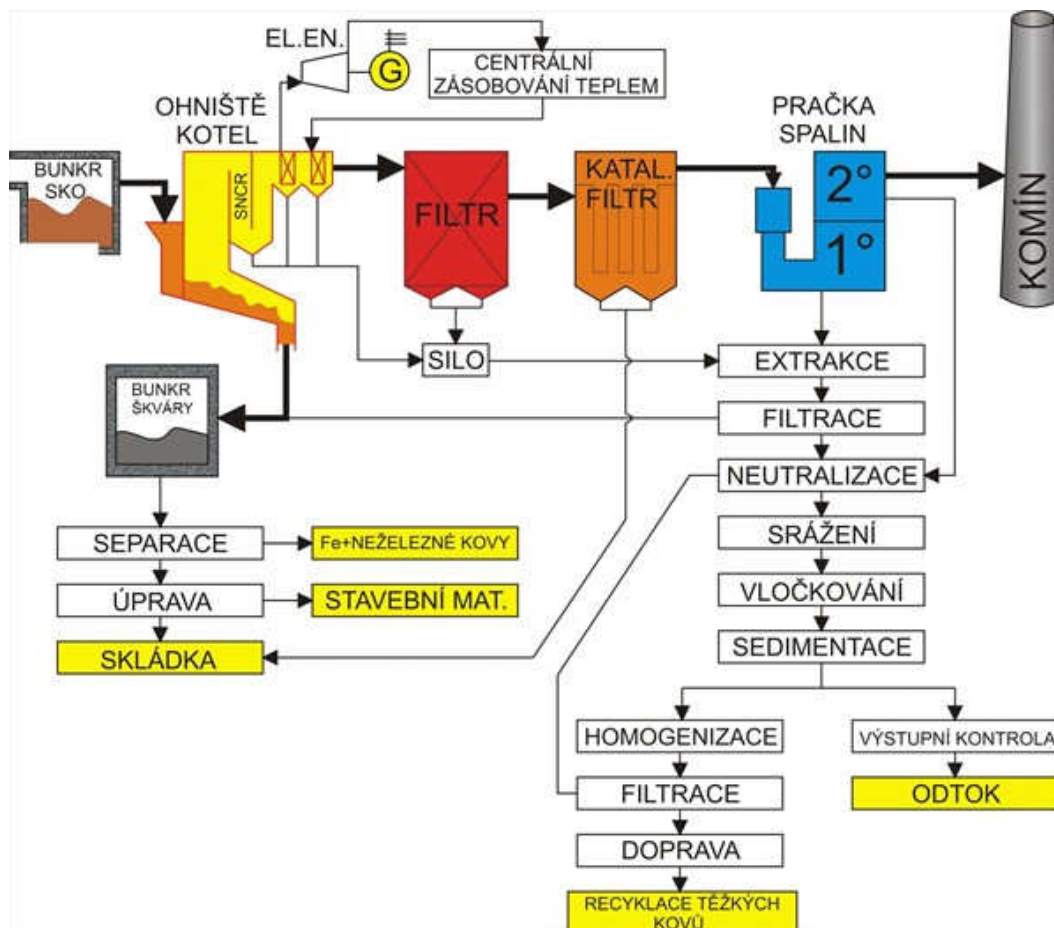 EL.EN.
G
CENTRÁLNÍ
ZÁSOBOVÁNÍ TEPLEM
OHNIŠTĚ
KOTEL
PRAČKA
SPALIN
BUNKR
SKO
SNCR
FILTR
KATAL.
FILTR
2°
1°
KOMÍN
SILO
EXTRAKCE
BUNKR
ŠKVÁRY
FILTRACE
NEUTRALIZACE
SEPARACE
Fe+NEŽELEZNÉ KOVY
SRÁŽENÍ
ÚPRAVA
STAVEBNÍ MAT.
VLOČKOVÁNÍ
SKLÁDKA
SEDIMENTACE
HOMOGENIZACE
VÝSTUPNÍ KONTROLA
FILTRACE
ODTOK
DOPRAVA
RECYKLACE TĚŽKÝCH
KOVŮ